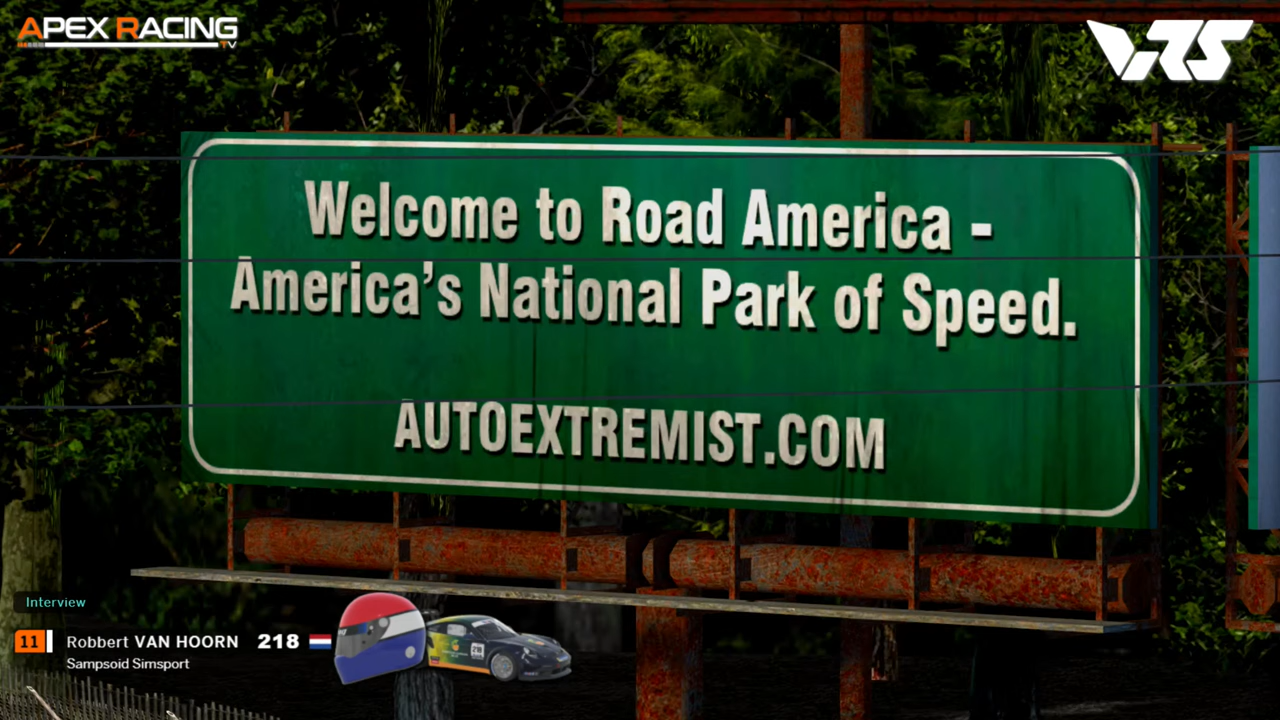 APEX RACING
TV
VRS
Welcome to Road America -
America's National Park of Speed.
AUTOEXTREMIST.COM
Interview
11 Robbert VAN HOORN 218
Sampsoid Simsport